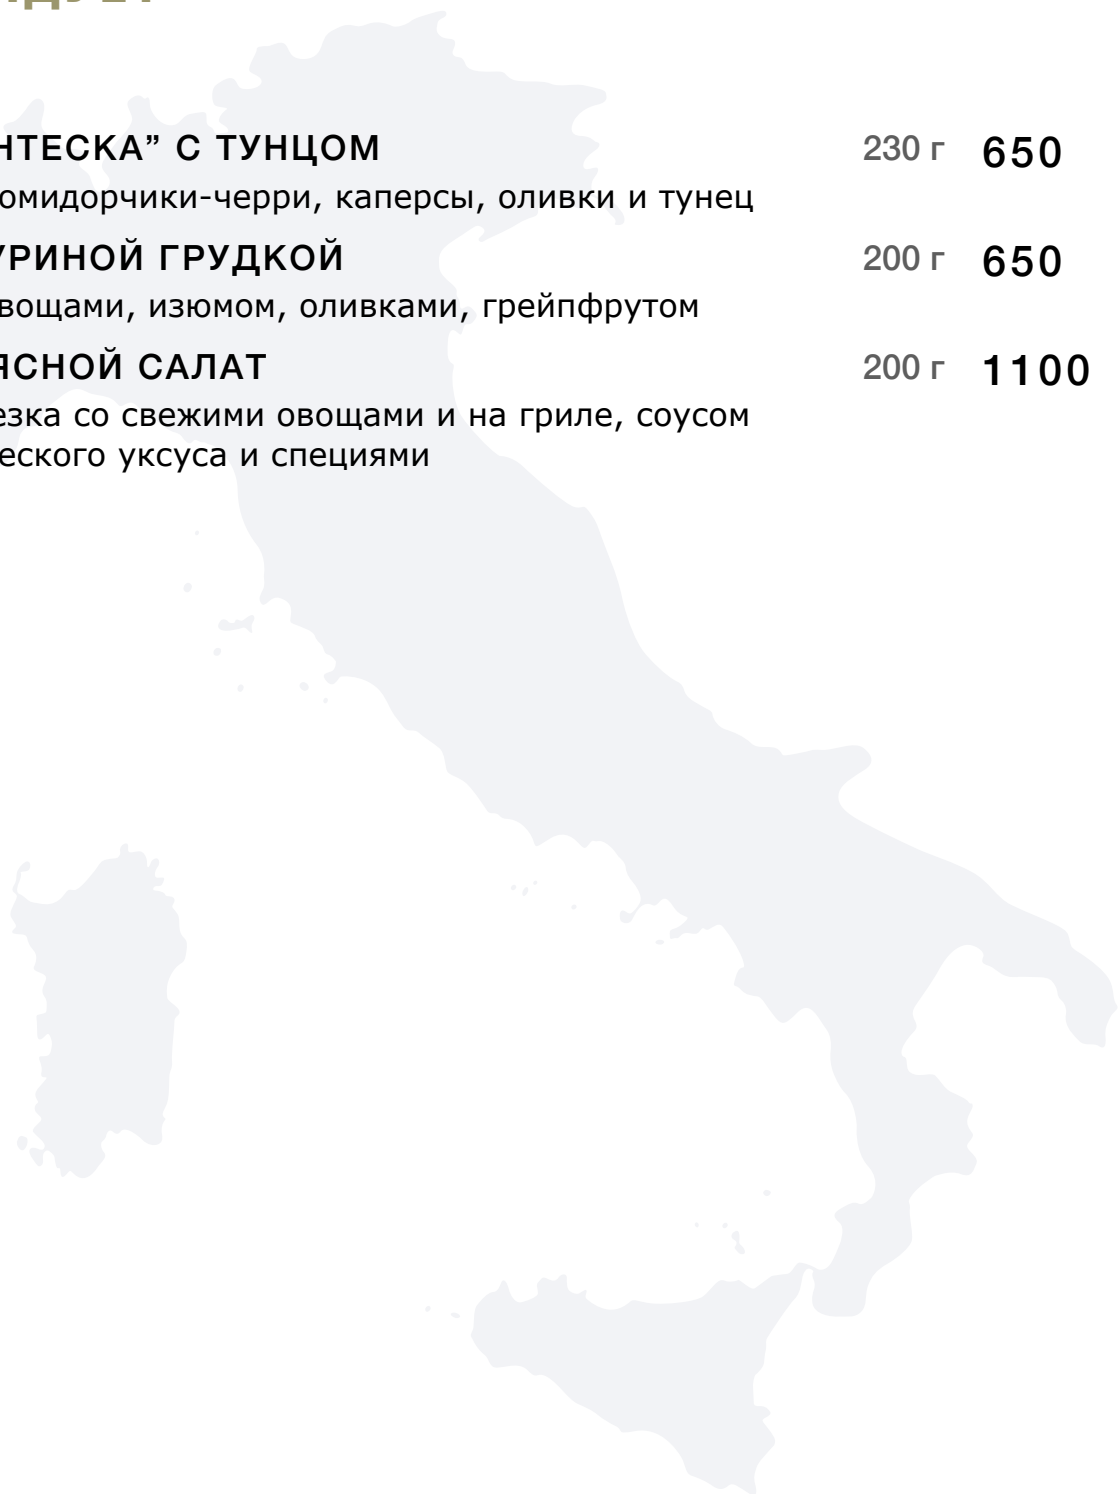 НТЕСКА” С ТУНЦОМ 230 г 650
омидорчики-черри, каперсы, оливки и тунец
УРИНОЙ ГРУДКОЙ 200 г 650
вощами, изюмом, оливками, грейпфрутом
ЯСНОЙ САЛАТ 200 г 1100
езка со свежими овощами и на гриле, соусом
еского уксуса и специями